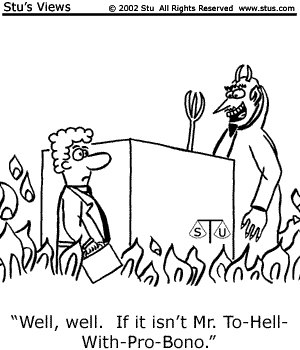 Stu's Views
© 2002 Stu All Rights Reserved www.stus.com
S T U
"Well, well. If it isn't Mr. To-Hell-
With-Pro-Bono."